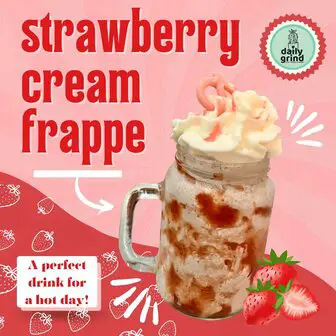 strawberry
cream
frappe
daily
grind
A perfect
drink for
a hot day!